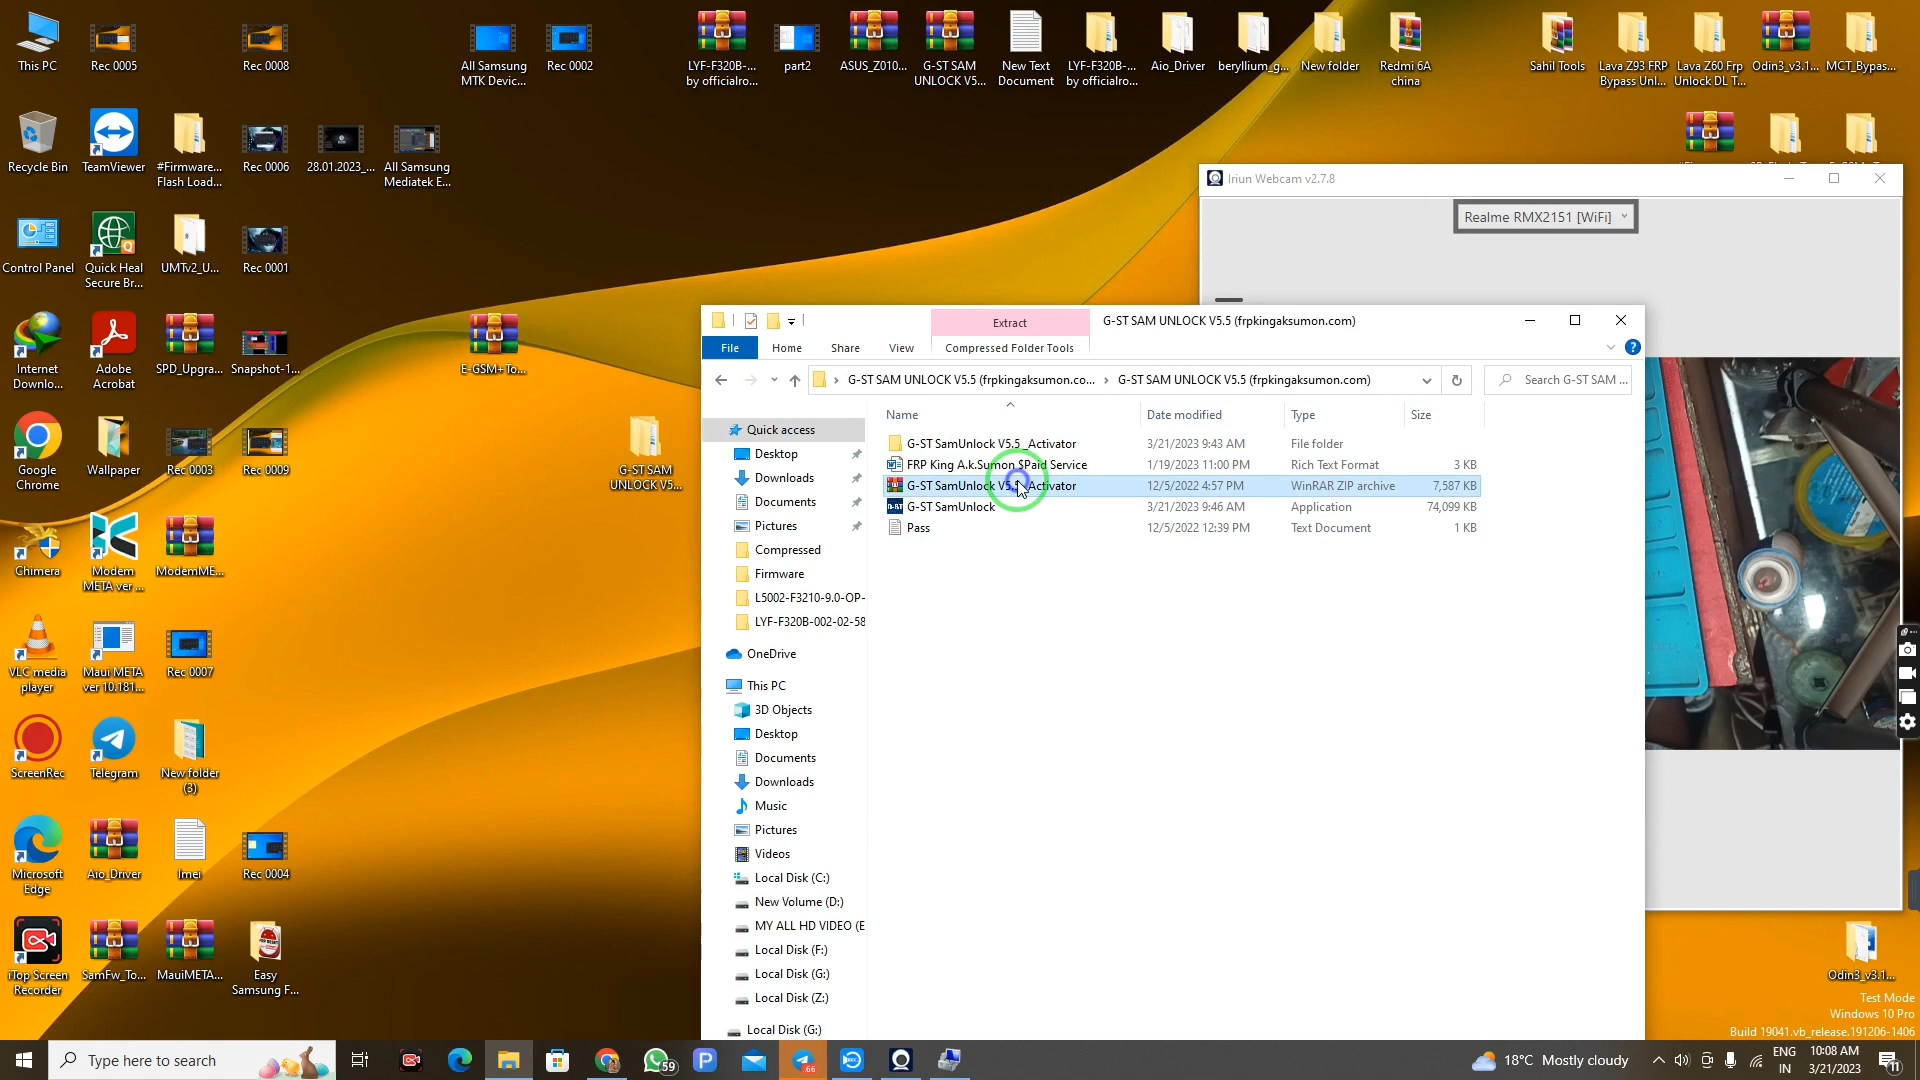 This PC
Rec 0005
Rec 0008
All Samsung
MTK Devic...
Rec 0002
LYF-F320B-...
by officialro...
part2
ASUS_Z010...
G-ST SAM
UNLOCK V5...
New Text
Document
LYF-F320B-...
by officialro...
Aio_Driver
beryllium_g...
New folder
Redmi 6A
china
Sahil Tools
Lava Z93 FRP
Bypass Unl...
Lava Z60 Frp
Unlock DL T...
Odin3_v3.1...
MCT_Bypas...
Recycle Bin
TeamViewer
#Firmware...
Flash Load...
Rec 0006
28.01.2023_...
All Samsung
Mediatek E...
Control Panel
Quick Heal
Secure Br...
UMTv2_U...
Rec 0001
Internet
Downlo...
Adobe
Acrobat
SPD_Upgra...
Snapshot-1...
E-GSM+To...
Google
Chrome
Wallpaper
Rec 0003
Rec 0009
G-ST SAM
UNLOCK V5...
Chimera
Modem
META ver ...
ModemME...
VLC media
player
Maui META
ver 10.181...
Rec 0007
ScreenRec
Telegram
New folder
(3)
Microsoft
Edge
Aio_Driver
Imei
Rec 0004
iTop Screen
Recorder
SamFw_To...
MauiMETA...
Easy
Samsung F...
Iriun Webcam v2.7.8
Realme RMX2151 [WiFi]
Extract
G-ST SAM UNLOCK V5.5 (frpkingaksumon.com)
File
Home
Share
View
Compressed Folder Tools
G-ST SAM UNLOCK V5.5 (frpkingaksumon.co... › G-ST SAM UNLOCK V5.5 (frpkingaksumon.com)
Search G-ST SAM ...
Name
Date modified
Type
Size
G-ST SamUnlock V5.5_Activator 3/21/2023 9:43 AM File folder
FRP King A.k.Sumon $Paid Service 1/19/2023 11:00 PM Rich Text Format 3 KB
G-ST SamUnlock V5.5_Activator 12/5/2022 4:57 PM WinRAR ZIP archive 7,587 KB
G-ST SamUnlock 3/21/2023 9:46 AM Application 74,099 KB
Pass 12/5/2022 12:39 PM Text Document 1 KB
Quick access
Desktop
Downloads
Documents
Pictures
Compressed
Firmware
L5002-F3210-9.0-OP-
LYF-F320B-002-02-58
OneDrive
This PC
3D Objects
Desktop
Documents
Downloads
Music
Pictures
Videos
Local Disk (C:)
New Volume (D:)
MY ALL HD VIDEO (E
Local Disk (F:)
Local Disk (G:)
Local Disk (Z:)
Local Disk (G:)
Odin3_v3.1...
Test Mode
Windows 10 Pro
Build 19041.vb_release.191206-1406
Type here to search
59
66
18°C Mostly cloudy
ENG
IN
10:08 AM
3/21/2023
11